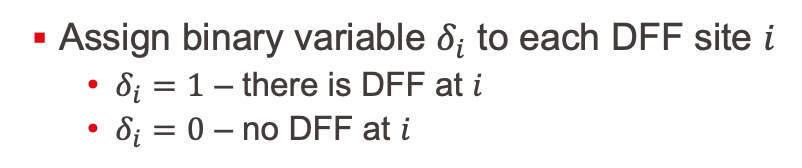 ▪ Assign binary variable δᵢ to each DFF site i
• δᵢ = 1 – there is DFF at i
• δᵢ = 0 – no DFF at i